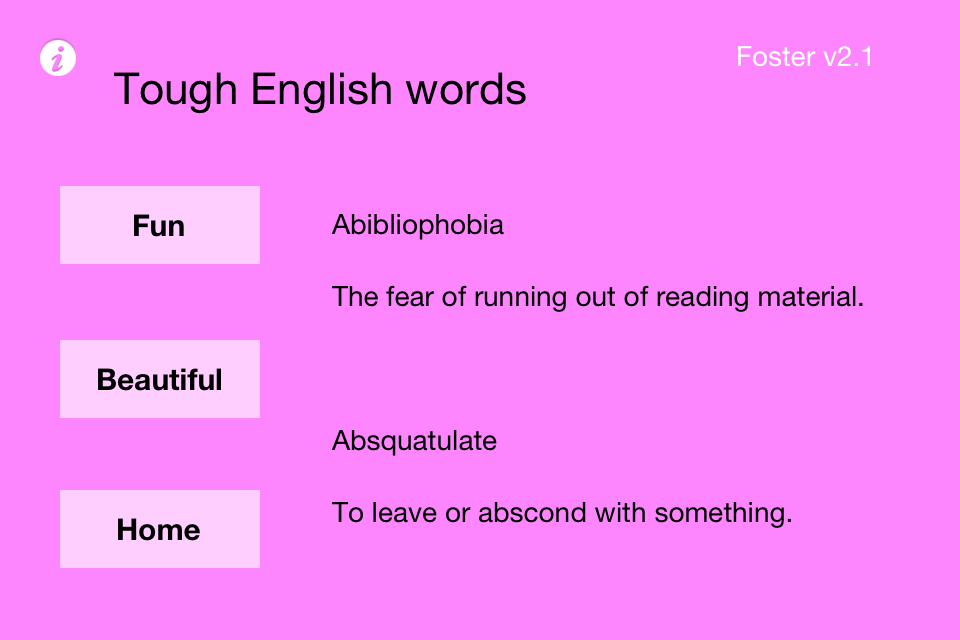 Foster v2.1
Tough English words
Fun
Abibliophobia
The fear of running out of reading material.
Beautiful
Absquatulate
To leave or abscond with something.
Home